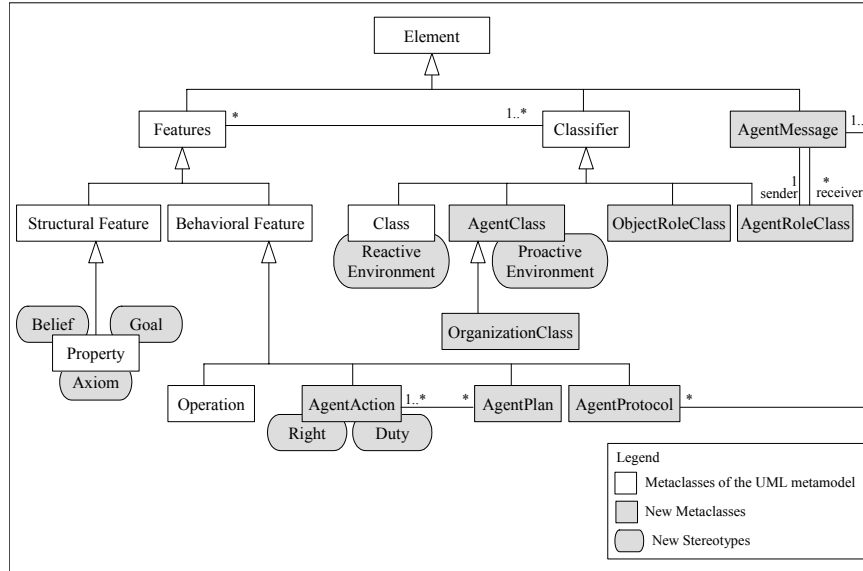 Element
Features
*
1..*
Classifier
AgentMessage
1..
1
sender
*
receiver
Structural Feature
Behavioral Feature
Class
Reactive
Environment
AgentClass
Proactive
Environment
ObjectRoleClass
AgentRoleClass
Belief
Goal
Property
Axiom
OrganizationClass
Operation
AgentAction
1..*
*
AgentPlan
AgentProtocol
*
Right
Duty
Legend
Metaclasses of the UML metamodel
New Metaclasses
New Stereotypes